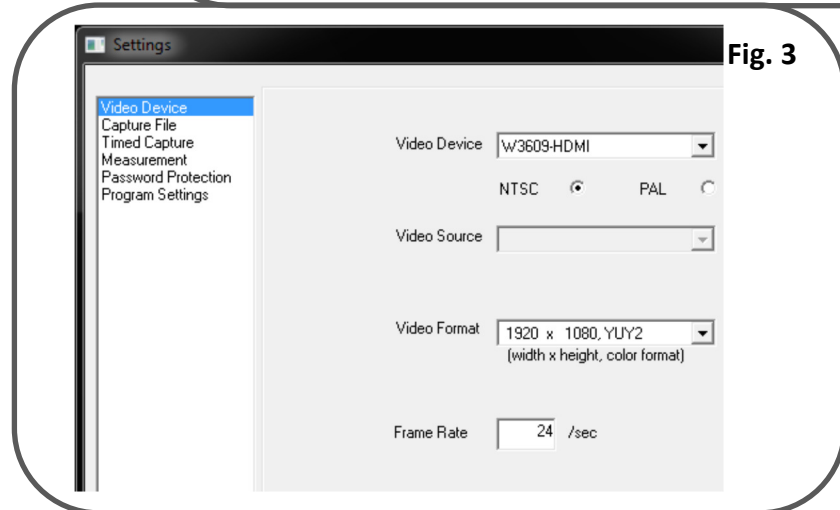 Settings
Fig. 3
Video Device
Capture File
Timed Capture
Measurement
Password Protection
Program Settings
Video Device W3609-HDMI
NTSC PAL
Video Source
Video Format 1920 x 1080, YUY2
(width x height, color format)
Frame Rate 24 /sec